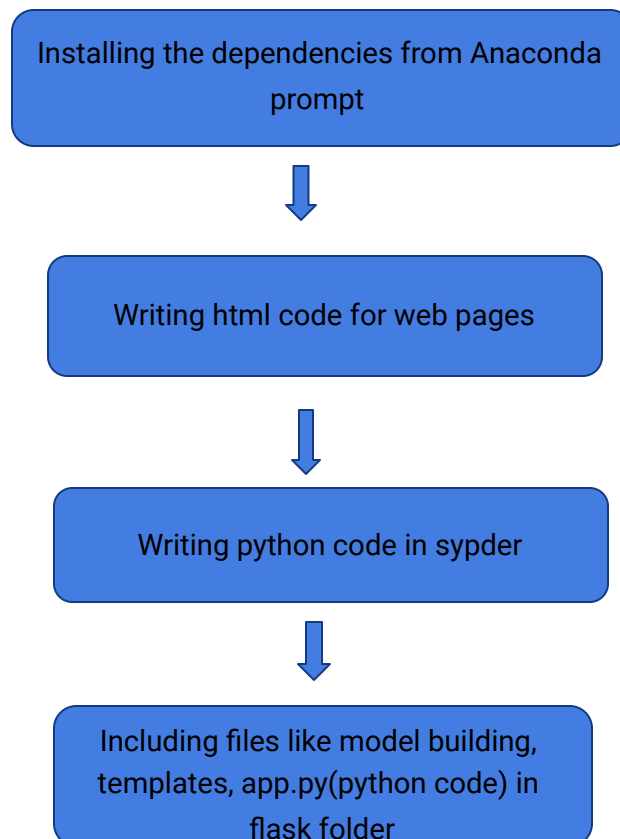 Installing the dependencies from Anaconda
prompt
Writing html code for web pages
Writing python code in sypder
Including files like model building,
templates, app.py(python code) in
flask folder